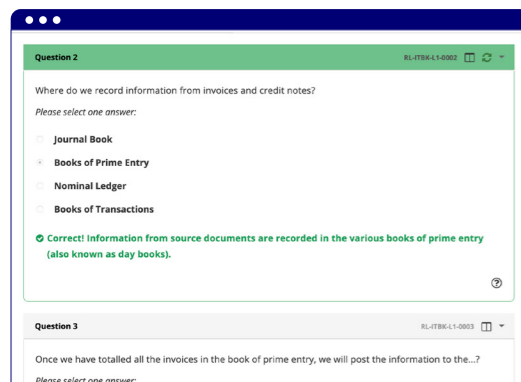 Question 2
RL-ITBK-L1-0002
Where do we record information from invoices and credit notes?
Please select one answer:
Journal Book
Books of Prime Entry
Nominal Ledger
Books of Transactions
Correct! Information from source documents are recorded in the various books of prime entry
(also known as day books).
Question 3
RL-ITBK-L1-0003
Once we have totalled all the invoices in the book of prime entry, we will post the information to the...?
Please select one answer: